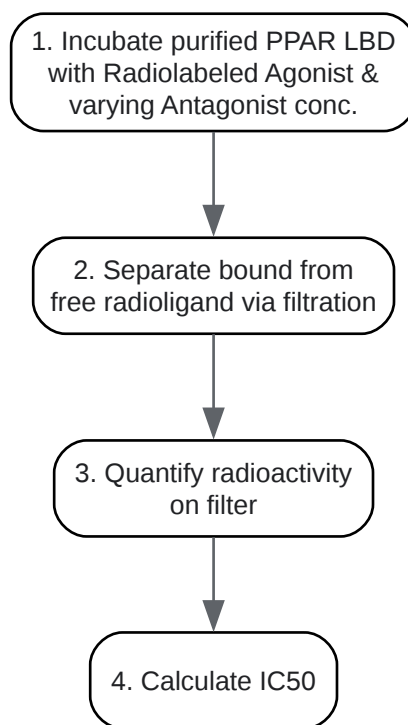 1. Incubate purified PPAR LBD
with Radiolabeled Agonist &
varying Antagonist conc.
2. Separate bound from
free radioligand via filtration
3. Quantify radioactivity
on filter
4. Calculate IC50